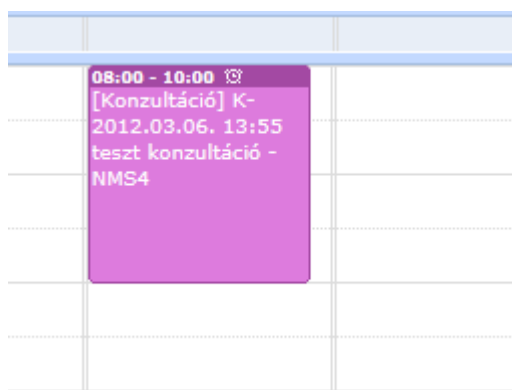 08:00 - 10:00
[Konzultáció] K-
2012.03.06. 13:55
teszt konzultáció -
NMS4